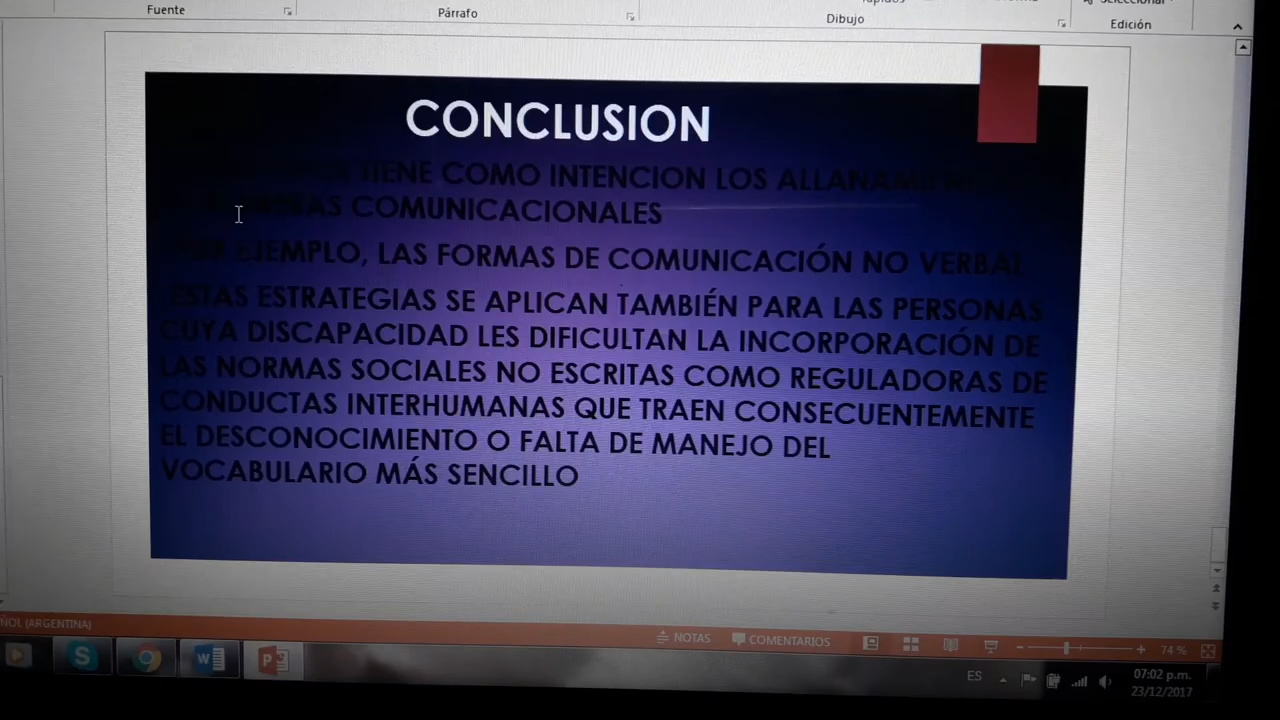 Fuente
Párrafo
Dibujo
Edición
CONCLUSION
TIENE COMO INTENCION LOS
COMUNICACIONALES
EJEMPLO, LAS FORMAS DE COMUNICACIÓN NO VERBAL
ESTAS ESTRATEGIAS SE APLICAN TAMBIÉN PARA LAS PERSONAS
CUYA DISCAPACIDAD LES DIFICULTAN LA INCORPORACIÓN DE
LAS NORMAS SOCIALES NO ESCRITAS COMO REGULADORAS DE
CONDUCTAS INTERHUMANAS QUE TRAEN CONSECUENTEMENTE
EL DESCONOCIMIENTO O FALTA DE MANEJO DEL
VOCABULARIO MÁS SENCILLO
(ARGENTINA)
NOTAS
COMENTARIOS
74 %
ES
07:02 p.m.
23/12/2017